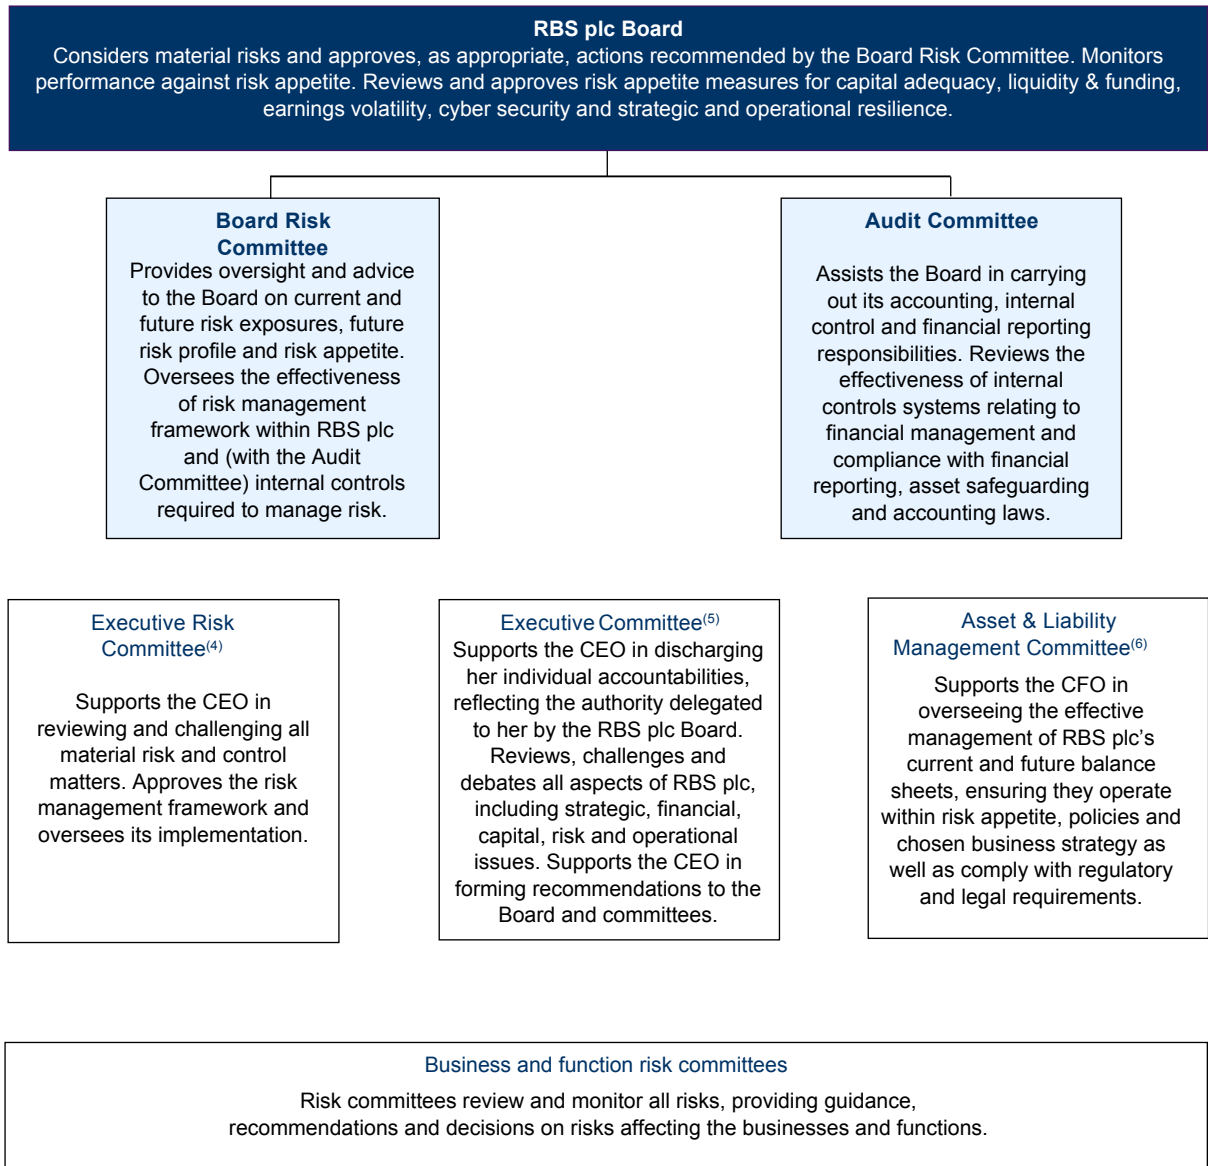 RBS plc Board
Considers material risks and approves, as appropriate, actions recommended by the Board Risk Committee. Monitors
performance against risk appetite. Reviews and approves risk appetite measures for capital adequacy, liquidity & funding,
earnings volatility, cyber security and strategic and operational resilience.
Board Risk
Committee
Provides oversight and advice
to the Board on current and
future risk exposures, future
risk profile and risk appetite.
Oversees the effectiveness
of risk management
framework within RBS plc
and (with the Audit
Committee) internal controls
required to manage risk.
Audit Committee
Assists the Board in carrying
out its accounting, internal
control and financial reporting
responsibilities. Reviews the
effectiveness of internal
controls systems relating to
financial management and
compliance with financial
reporting, asset safeguarding
and accounting laws.
Executive Risk
Committee(4)
Supports the CEO in
reviewing and challenging all
material risk and control
matters. Approves the risk
management framework and
oversees its implementation.
Executive Committee(5)
Supports the CEO in discharging
her individual accountabilities,
reflecting the authority delegated
to her by the RBS plc Board.
Reviews, challenges and
debates all aspects of RBS plc,
including strategic, financial,
capital, risk and operational
issues. Supports the CEO in
forming recommendations to the
Board and committees.
Asset & Liability
Management Committee(6)
Supports the CFO in
overseeing the effective
management of RBS plc's
current and future balance
sheets, ensuring they operate
within risk appetite, policies and
chosen business strategy as
well as comply with regulatory
and legal requirements.
Business and function risk committees
Risk committees review and monitor all risks, providing guidance,
recommendations and decisions on risks affecting the businesses and functions.